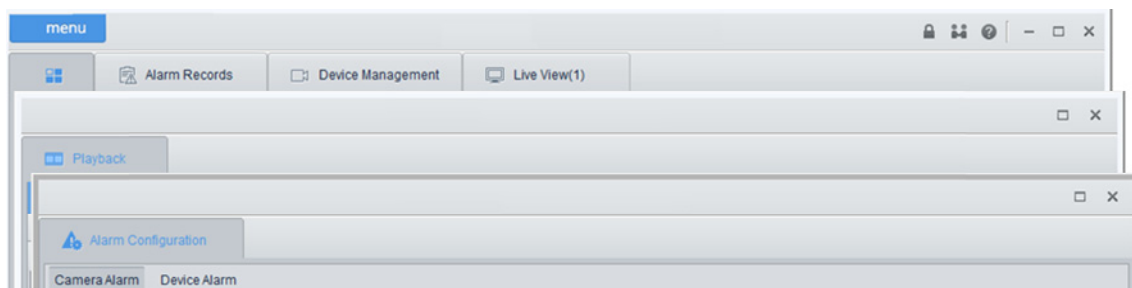 menu
Alarm Records Device Management Live View(1)
Playback
Alarm Configuration
Camera Alarm Device Alarm